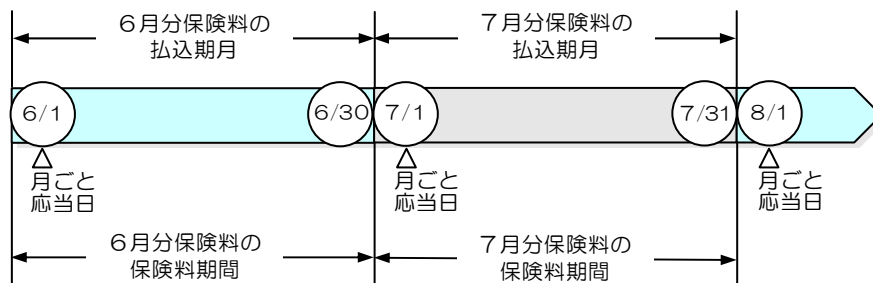 ６月分保険料の
払込期月
７月分保険料の
払込期月
６/１
６/３０
７/１
７/３１
８/１
月ごと
応当日
月ごと
応当日
月ごと
応当日
６月分保険料の
保険料期間
７月分保険料の
保険料期間